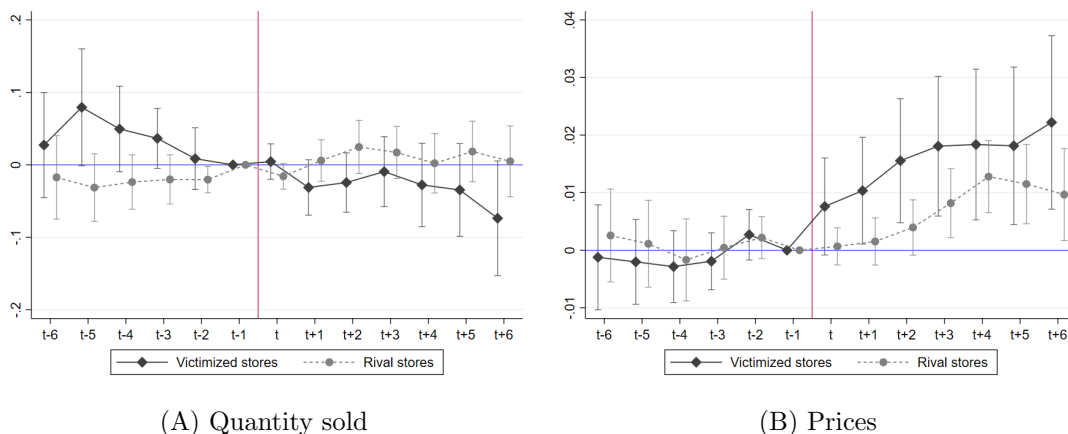 .2
.1
0
-.1
-.2
t-6 t-5 t-4 t-3 t-2 t-1 t t+1 t+2 t+3 t+4 t+5 t+6
Victimized stores Rival stores
(A) Quantity sold
.04
.03
.02
.01
0
-.01
t-6 t-5 t-4 t-3 t-2 t-1 t t+1 t+2 t+3 t+4 t+5 t+6
Victimized stores Rival stores
(B) Prices